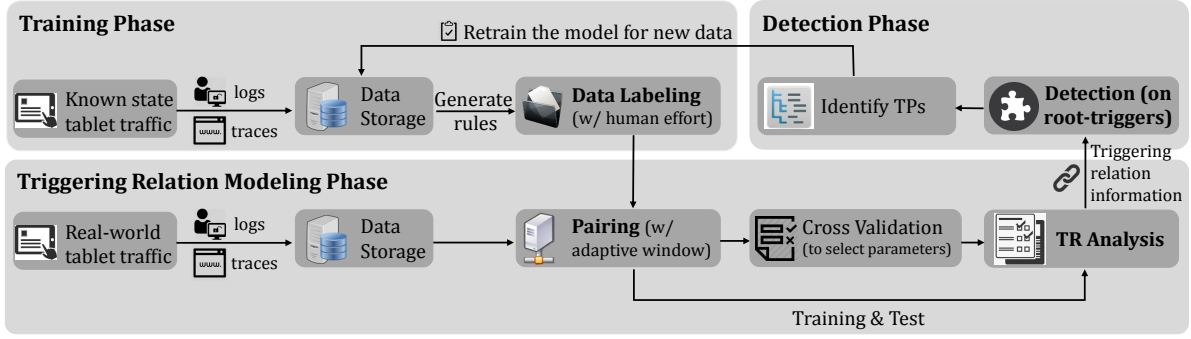 Training Phase
Retrain the model for new data
Known state
tablet traffic
logs
www.
traces
Data
Storage
Generate
rules
Data Labeling
(w/ human effort)
Detection Phase
Identify TPs
Detection (on
root-triggers)
Triggering
relation
information
Triggering Relation Modeling Phase
Real-world
tablet traffic
logs
www.
traces
Data
Storage
Pairing (w/
adaptive window)
Cross Validation
(to select parameters)
TR Analysis
Training & Test